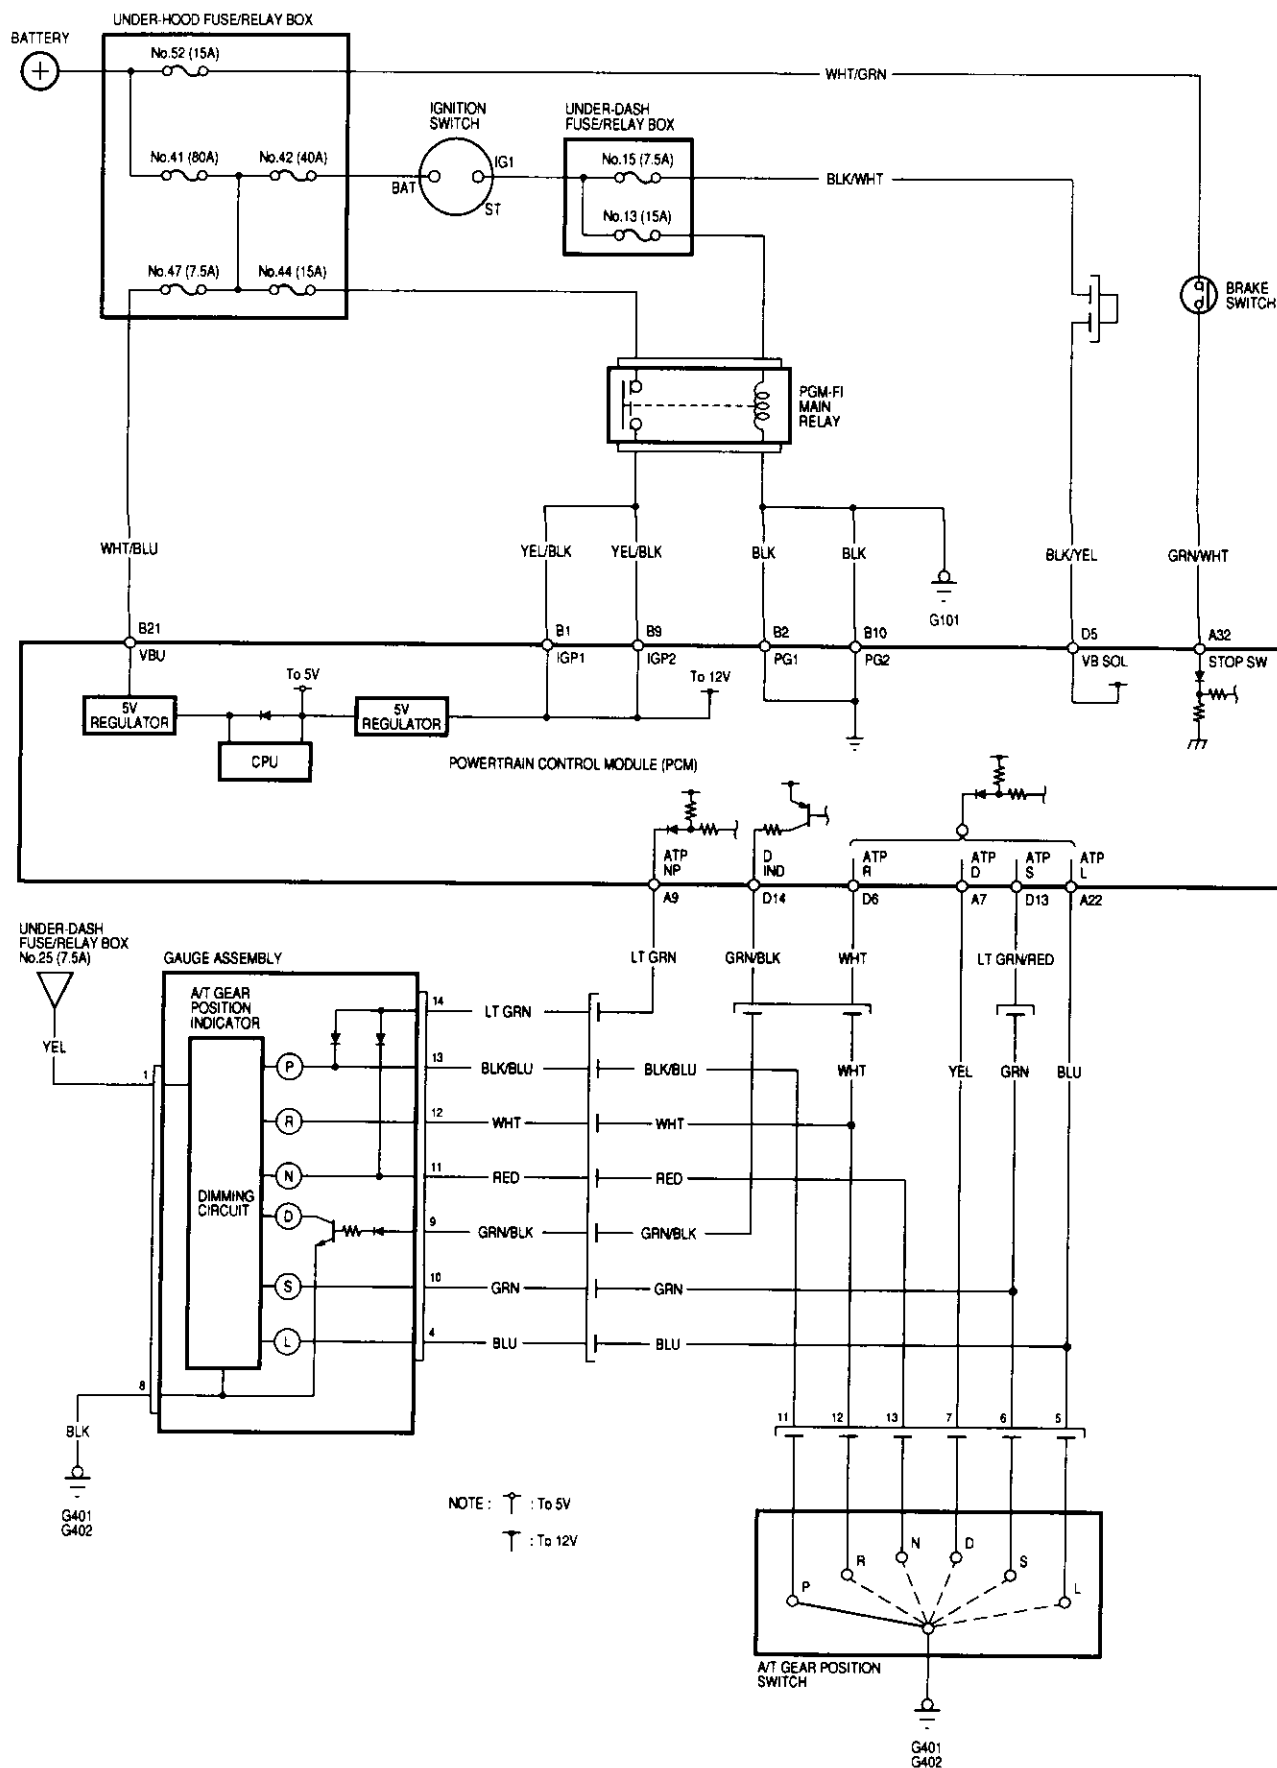 UNDER-HOOD FUSE/RELAY BOX
BATTERY
No.52 (15A)
WHT/GRN
IGNITION
SWITCH
UNDER-DASH
FUSE/RELAY BOX
No.41 (80A)
No.42 (40A)
BAT
IG1
ST
No.15 (7.5A)
BLK/WHT
No.13 (15A)
No.47 (7.5A)
No.44 (15A)
BRAKE
SWITCH
PGM-FI
MAIN
RELAY
WHT/BLU
YEL/BLK
YEL/BLK
BLK
BLK
G101
BLK/YEL
GRN/WHT
B21
VBU
B1
IGP1
B9
IGP2
B2
PG1
B10
PG2
D5
VB SOL
A32
STOP SW
To 5V
To 12V
5V
REGULATOR
5V
REGULATOR
CPU
POWERTRAIN CONTROL MODULE (PCM)
ATP
NP
D
IND
ATP
R
ATP
D
ATP
S
ATP
L
A9
D14
D6
A7
D13
A22
UNDER-DASH
FUSE/RELAY BOX
No.25 (7.5A)
GAUGE ASSEMBLY
LT GRN
GRN/BLK
WHT
LT GRN/RED
A/T GEAR
POSITION
INDICATOR
YEL
1
14
LT GRN
P
13
BLK/BLU
BLK/BLU
WHT
YEL
GRN
BLU
R
12
WHT
WHT
N
11
RED
RED
DIMMING
CIRCUIT
D
9
GRN/BLK
GRN/BLK
S
10
GRN
GRN
L
4
BLU
BLU
8
BLK
G401
G402
11
12
13
7
6
5
NOTE :
: To 5V
: To 12V
P
R
N
D
S
L
A/T GEAR POSITION
SWITCH
G401
G402